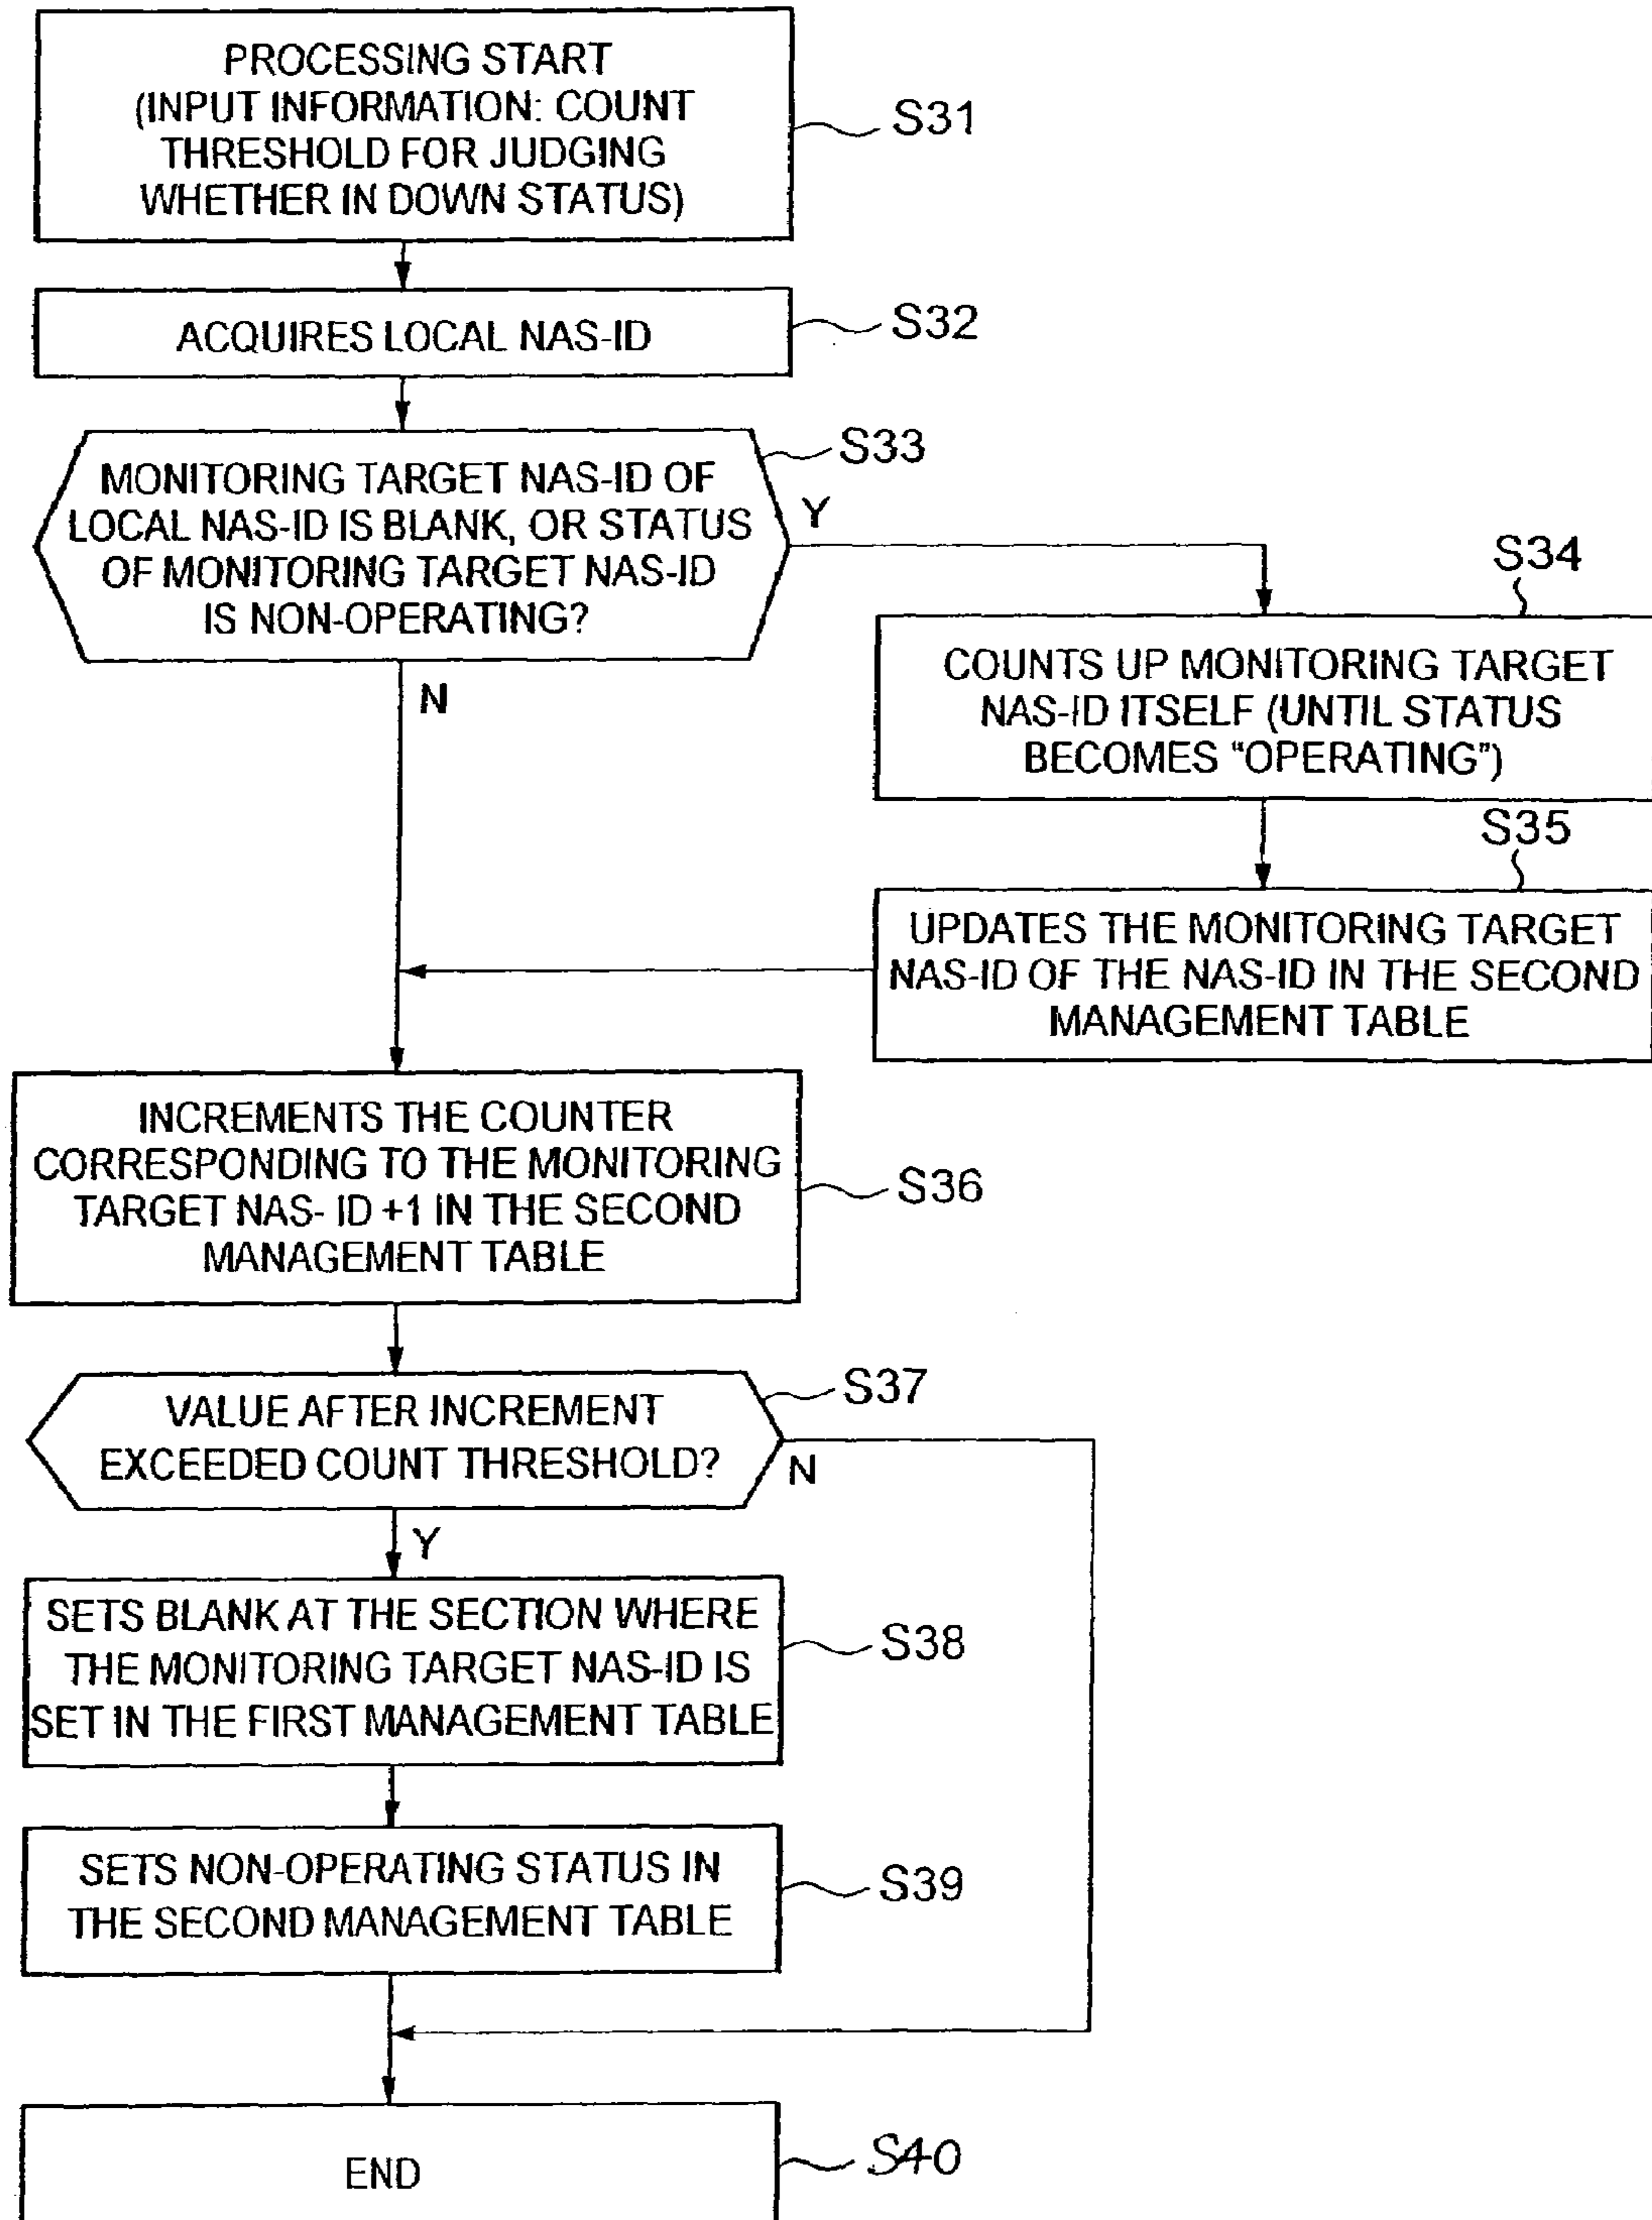 PROCESSING START
(INPUT INFORMATION: COUNT
THRESHOLD FOR JUDGING
WHETHER IN DOWN STATUS)
S31
ACQUIRES LOCAL NAS-ID
S32
MONITORING TARGET NAS-ID OF
LOCAL NAS-ID IS BLANK, OR STATUS
OF MONITORING TARGET NAS-ID
IS NON-OPERATING?
S33
Y
N
S34
COUNTS UP MONITORING TARGET
NAS-ID ITSELF (UNTIL STATUS
BECOMES “OPERATING”)
S35
UPDATES THE MONITORING TARGET
NAS-ID OF THE NAS-ID IN THE SECOND
MANAGEMENT TABLE
INCREMENTS THE COUNTER
CORRESPONDING TO THE MONITORING
TARGET NAS- ID +1 IN THE SECOND
MANAGEMENT TABLE
S36
VALUE AFTER INCREMENT
EXCEEDED COUNT THRESHOLD?
S37
N
Y
SETS BLANK AT THE SECTION WHERE
THE MONITORING TARGET NAS-ID IS
SET IN THE FIRST MANAGEMENT TABLE
S38
SETS NON-OPERATING STATUS IN
THE SECOND MANAGEMENT TABLE
S39
END
S40